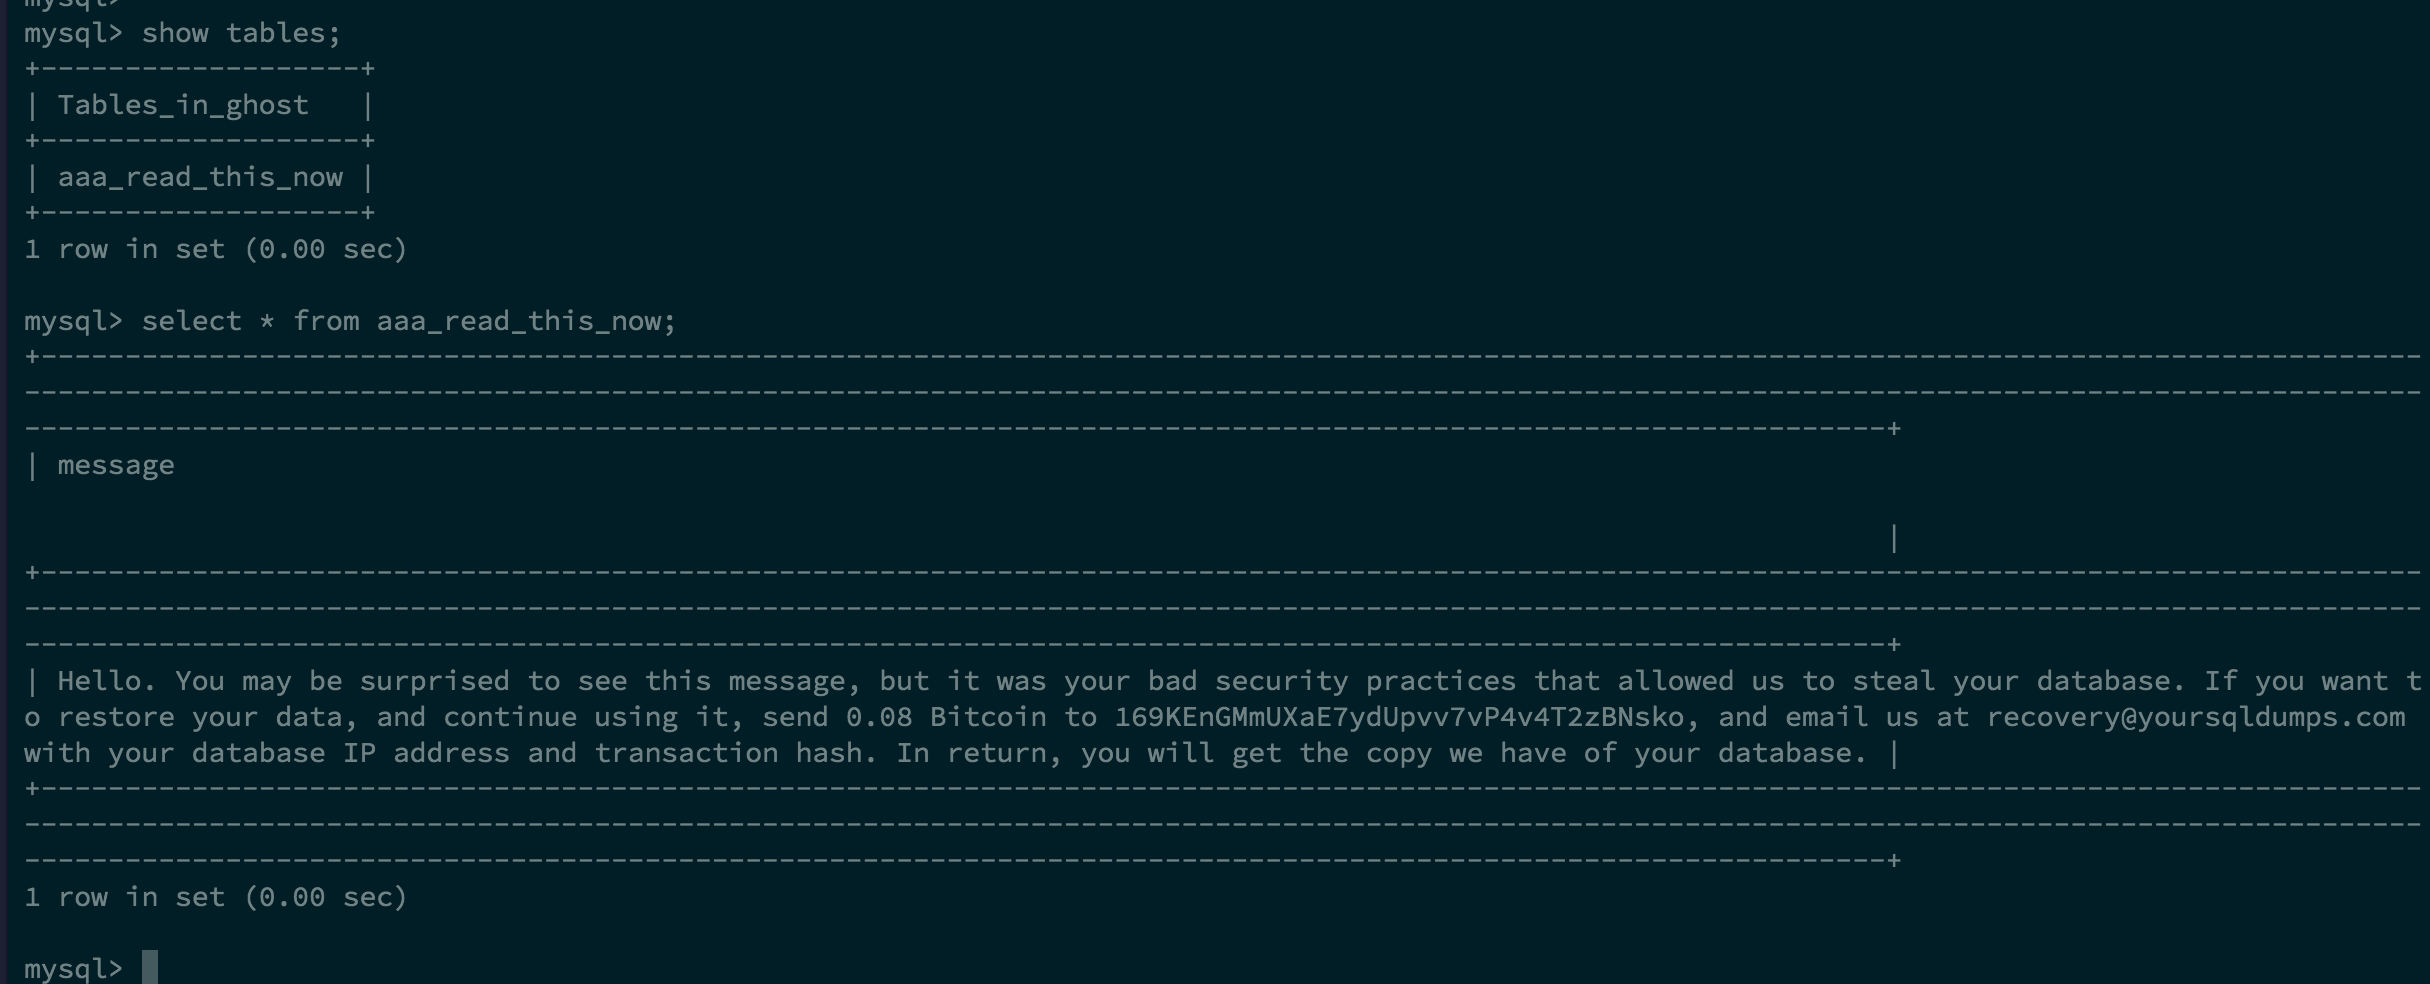 mysql>
mysql> show tables;
+-------------------+
| Tables_in_ghost   |
+-------------------+
| aaa_read_this_now |
+-------------------+
1 row in set (0.00 sec)
mysql> select * from aaa_read_this_now;
+----------------------------------------------------------------------------------------------------------------------------------------------
-----------------------------------------------------------------------------------------------------------------------------------------------
---------------------------------------------------------------------------------------------------------------+
| message
|
+----------------------------------------------------------------------------------------------------------------------------------------------
-----------------------------------------------------------------------------------------------------------------------------------------------
---------------------------------------------------------------------------------------------------------------+
| Hello. You may be surprised to see this message, but it was your bad security practices that allowed us to steal your database. If you want t
o restore your data, and continue using it, send 0.08 Bitcoin to 169KEnGMmUXaE7ydUpvv7vP4v4T2zBNsko, and email us at recovery@yoursqldumps.com
with your database IP address and transaction hash. In return, you will get the copy we have of your database. |
+----------------------------------------------------------------------------------------------------------------------------------------------
-----------------------------------------------------------------------------------------------------------------------------------------------
---------------------------------------------------------------------------------------------------------------+
1 row in set (0.00 sec)
mysql>